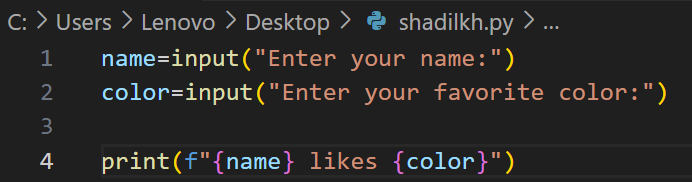 C: > Users > Lenovo > Desktop > shadilkh.py > ...
1 name=input("Enter your name:")
2 color=input("Enter your favorite color:")
3
4 print(f"{name} likes {color}")